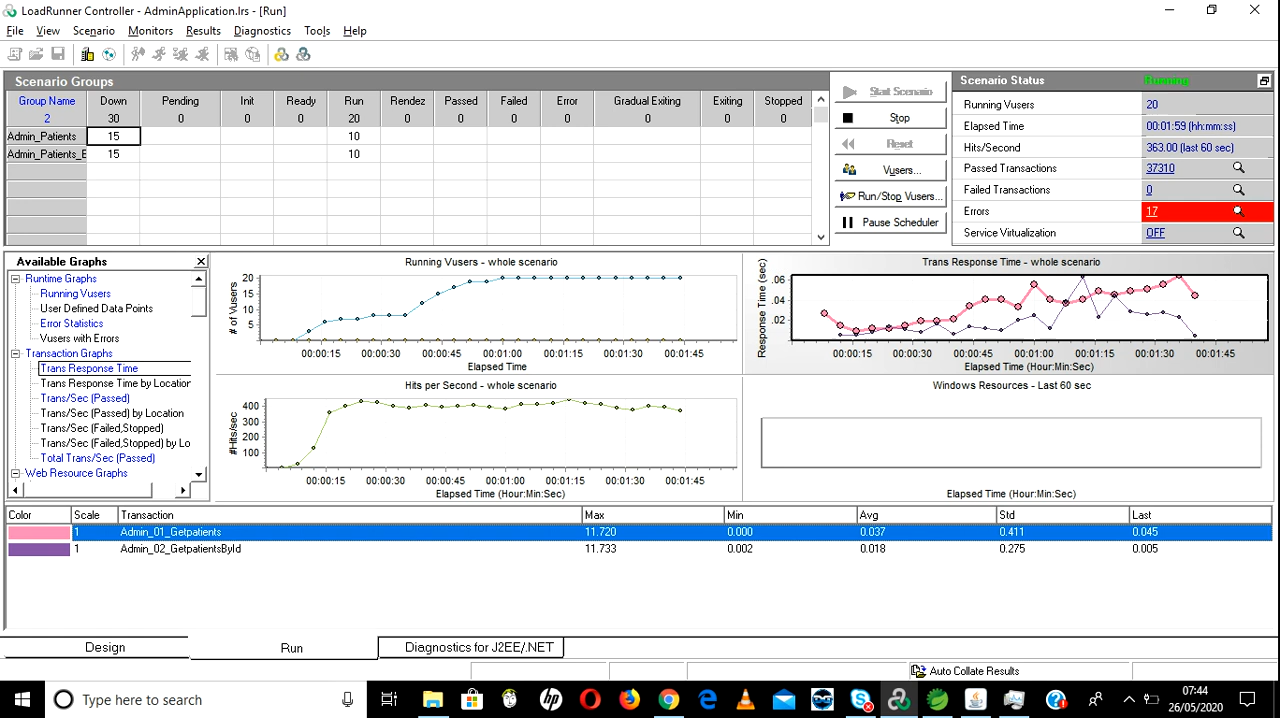 LoadRunner Controller - AdminApplication.lrs - [Run]
File View Scenario Monitors Results Diagnostics Tools Help
Scenario Groups
Group Name Down Pending Init Ready Run Rendez Passed Failed Error Gradual Exiting Exiting Stopped
2 30 0 0 0 20 0 0 0 0 0 0 0
Admin_Patients 15 10
Admin_Patients_E 15 10
Start Scenario
Stop
Reset
Vusers...
Run/Stop Vusers...
Pause Scheduler
Scenario Status Running
Running Vusers 20
Elapsed Time 00:01:59 (hh:mm:ss)
Hits/Second 363.00 (last 60 sec)
Passed Transactions 37310
Failed Transactions 0
Errors 17
Service Virtualization OFF
Available Graphs
Runtime Graphs
Running Vusers
User Defined Data Points
Error Statistics
Vusers with Errors
Transaction Graphs
Trans Response Time
Trans Response Time by Location
Trans/Sec (Passed)
Trans/Sec (Passed) by Location
Trans/Sec (Failed,Stopped)
Trans/Sec (Failed,Stopped) by Lo
Total Trans/Sec (Passed)
Web Resource Graphs
Running Vusers - whole scenario
# of Vusers
20
15
10
5
00:00:15 00:00:30 00:00:45 00:01:00 00:01:15 00:01:30 00:01:45
Elapsed Time
Trans Response Time - whole scenario
Response Time (sec)
.06
.04
.02
00:00:15 00:00:30 00:00:45 00:01:00 00:01:15 00:01:30 00:01:45
Elapsed Time (Hour:Min:Sec)
Hits per Second - whole scenario
#Hits/sec
400
300
200
100
00:00:15 00:00:30 00:00:45 00:01:00 00:01:15 00:01:30 00:01:45
Elapsed Time (Hour:Min:Sec)
Windows Resources - Last 60 sec
Elapsed Time (Hour:Min:Sec)
Color Scale Transaction Max Min Avg Std Last
1 Admin_01_Getpatients 11.720 0.000 0.037 0.411 0.045
1 Admin_02_GetpatientsById 11.733 0.002 0.018 0.275 0.005
Design Run Diagnostics for J2EE/.NET
Auto Collate Results
Type here to search
07:44
26/05/2020